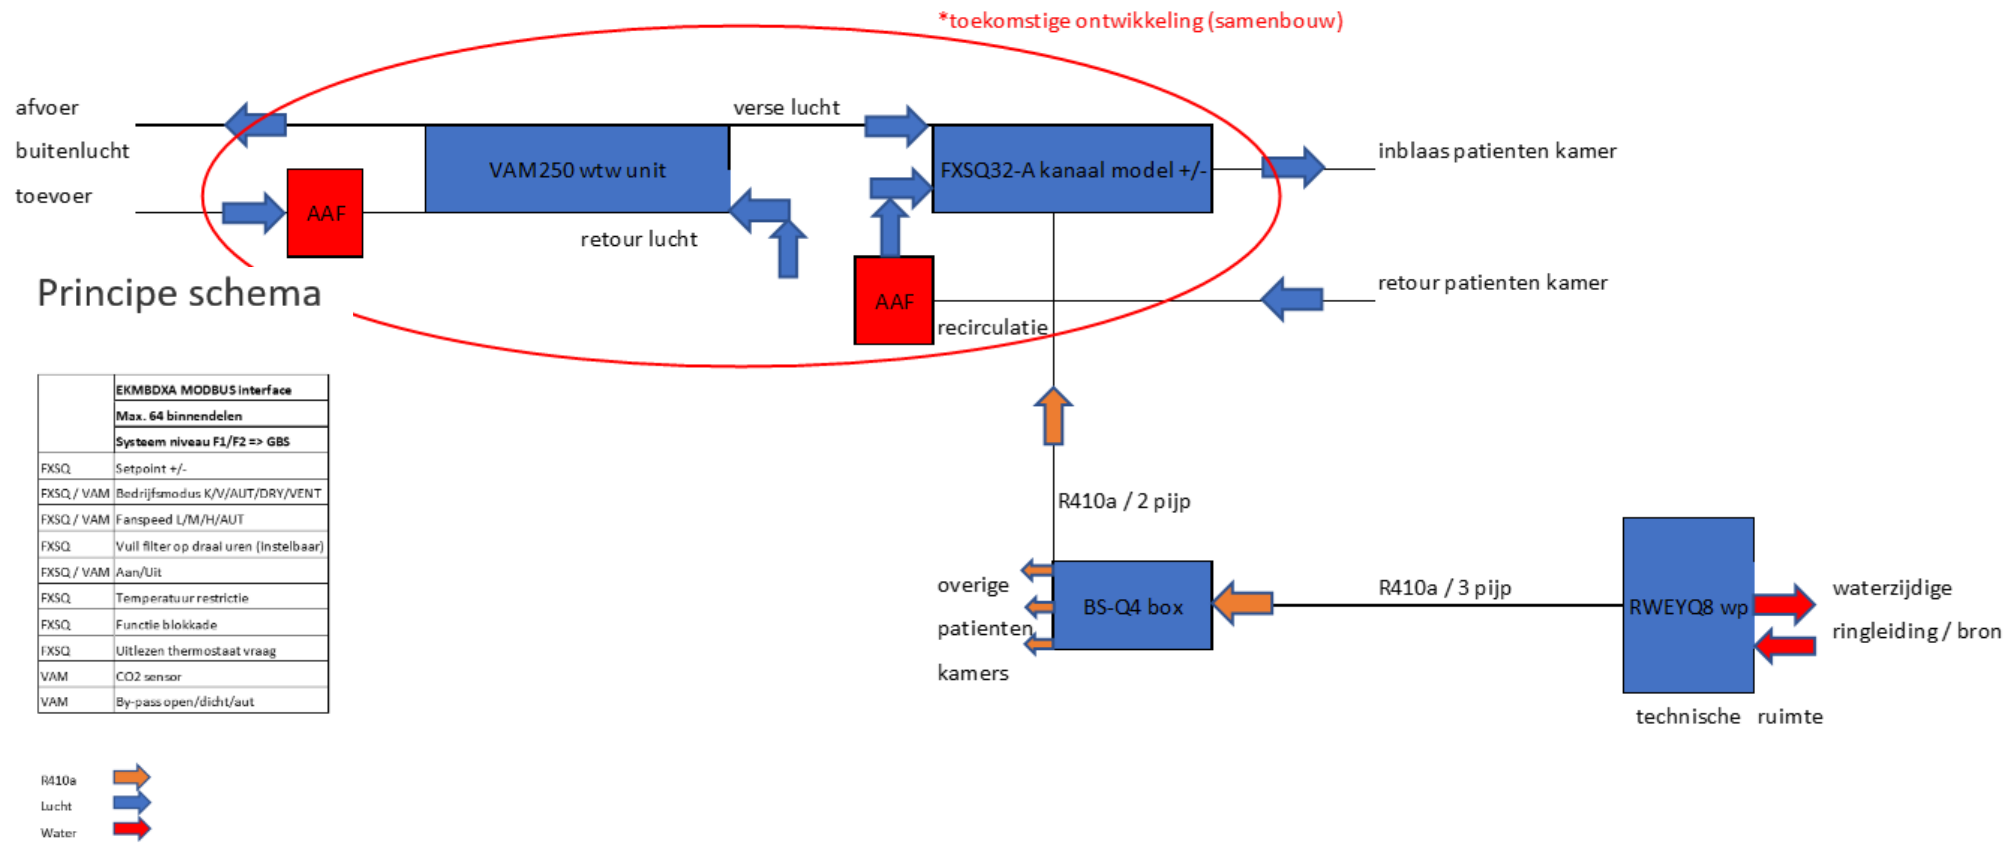 *toekomstige ontwikkeling (samenbouw)
afvoer
verse lucht
buitenlucht
VAM250 wtw unit
FXSQ32-A kanaal model +/-
inblaas patienten kamer
toevoer
AAF
retour lucht
Principe schema
AAF
retour patienten kamer
recirculatie
EKMBDXA MODBUS interface
Max. 64 binnendelen
Systeem niveau F1/F2 => GBS
FXSQ Setpoint +/-
FXSQ / VAM Bedrijfsmodus K/V/AUT/DRY/VENT
FXSQ / VAM Fanspeed L/M/H/AUT
FXSQ Vuil filter op draai uren (instelbaar)
FXSQ / VAM Aan/Uit
FXSQ Temperatuur restrictie
FXSQ Functie blokkade
FXSQ Uitlezen thermostaat vraag
VAM CO2 sensor
VAM By-pass open/dicht/aut
R410a / 2 pijp
overige
patienten
kamers
BS-Q4 box
R410a / 3 pijp
RWEYQ8 wp
waterzijdige
ringleiding / bron
technische ruimte
R410a
Lucht
Water